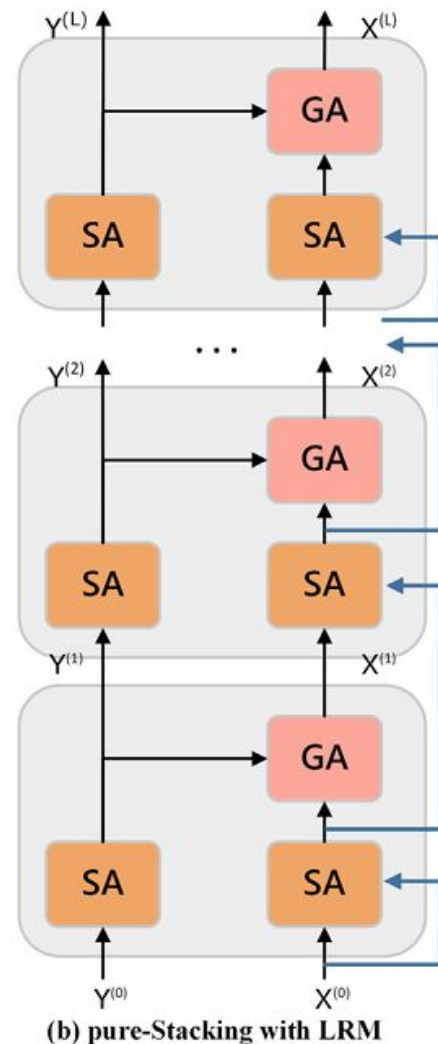 Y(L) X(L)
GA
SA SA
...
Y(2) X(2)
GA
SA SA
Y(1) X(1)
GA
SA SA
Y(0) X(0)
(b) pure-Stacking with LRM